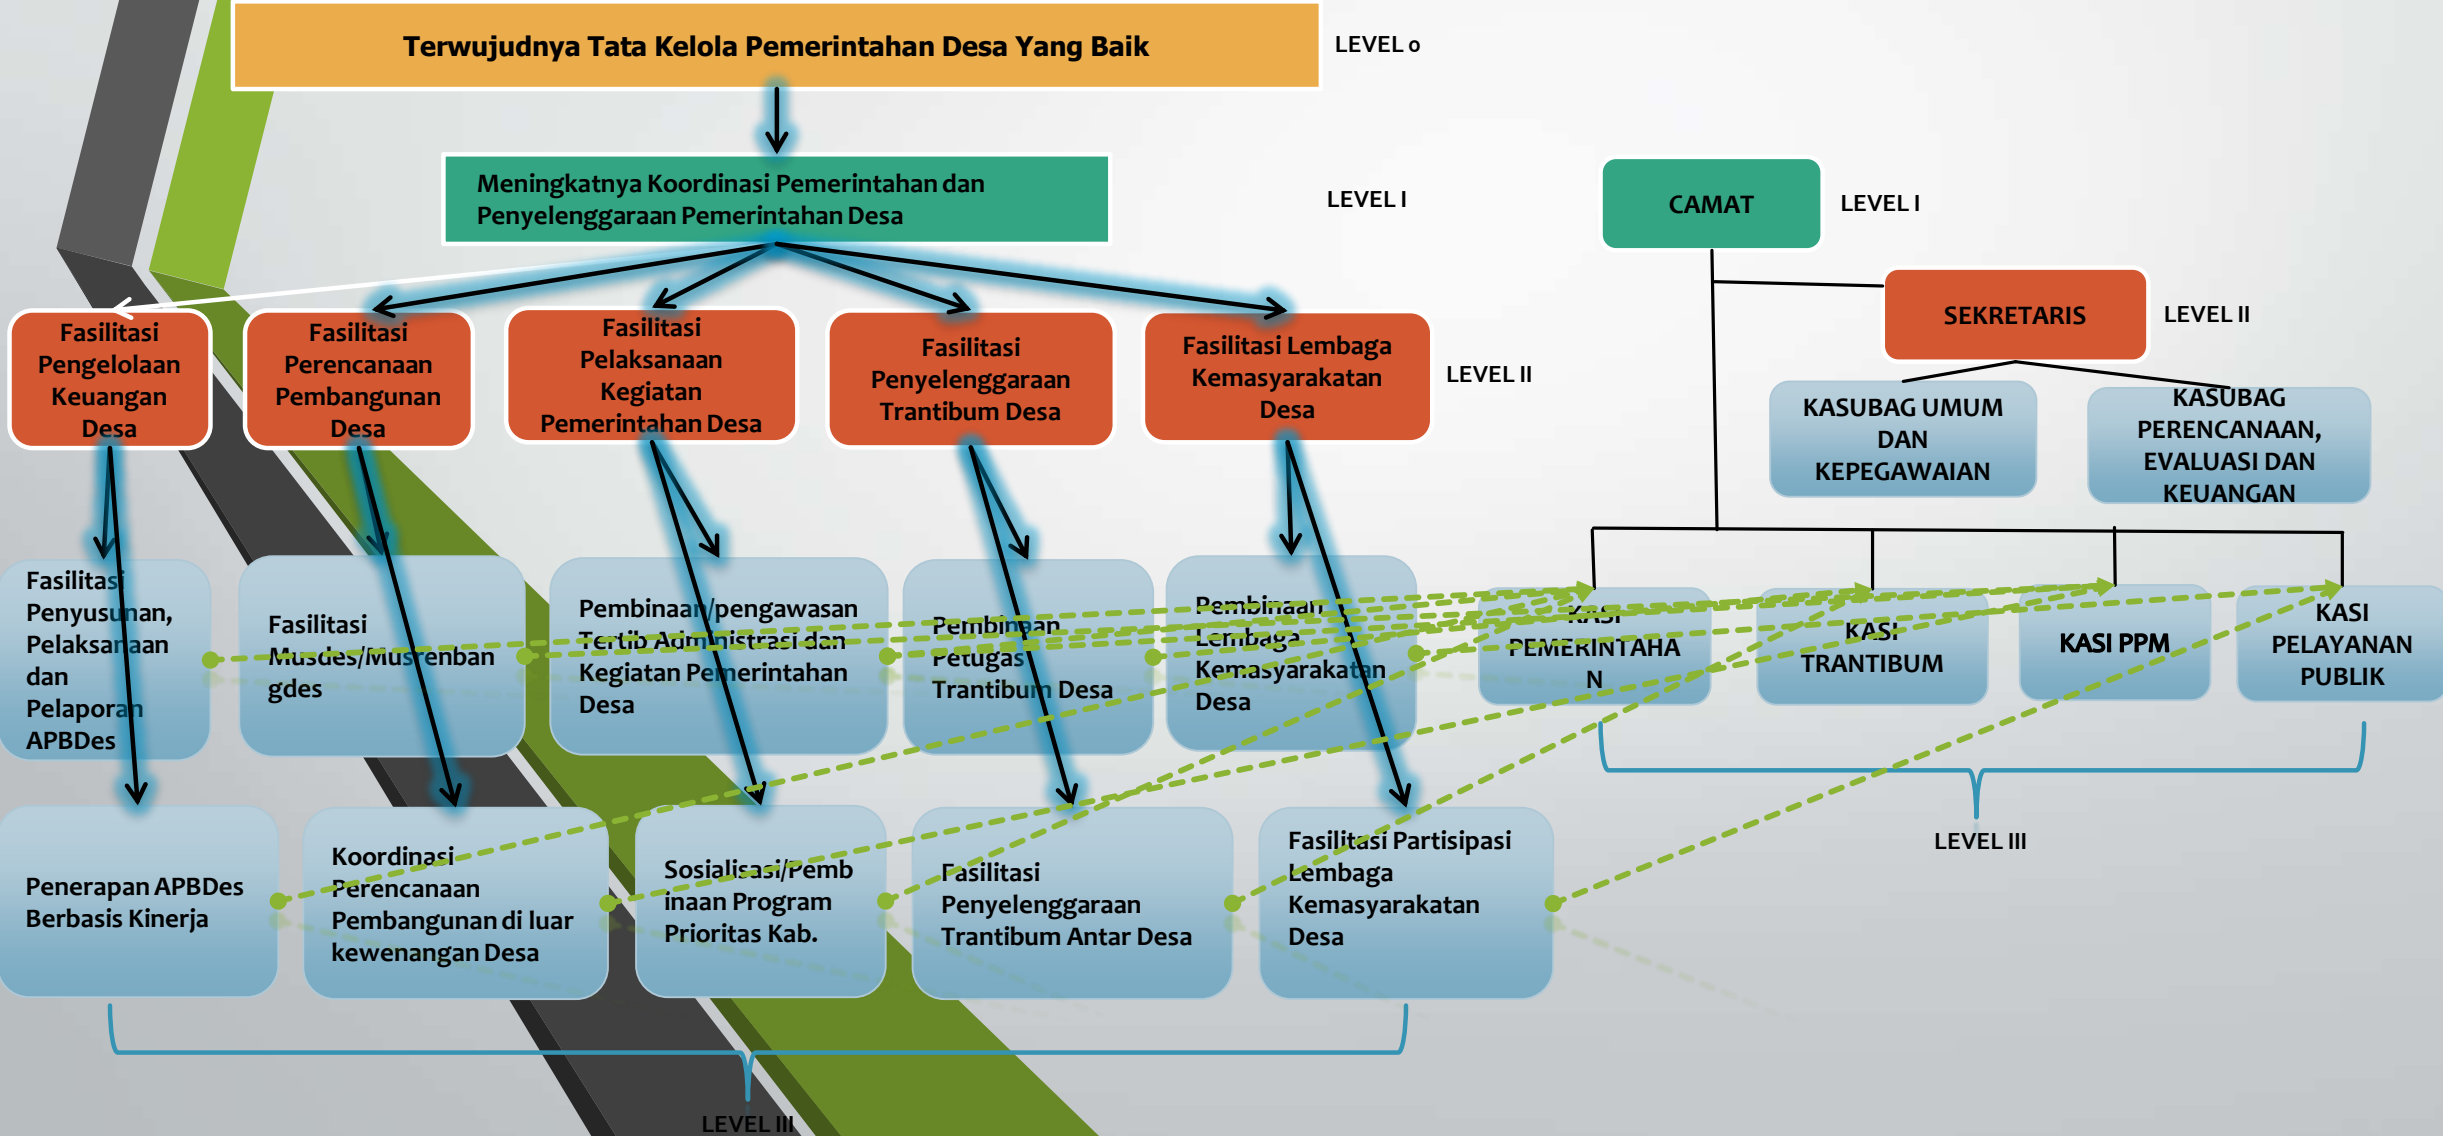 Terwujudnya Tata Kelola Pemerintahan Desa Yang Baik
LEVEL 0
Meningkatnya Koordinasi Pemerintahan dan
Penyelenggaraan Pemerintahan Desa
LEVEL I
CAMAT
LEVEL I
SEKRETARIS
LEVEL II
Fasilitasi
Pengelolaan
Keuangan
Desa
Fasilitasi
Perencanaan
Pembangunan
Desa
Fasilitasi
Pelaksanaan
Kegiatan
Pemerintahan Desa
Fasilitasi
Penyelenggaraan
Trantibum Desa
Fasilitasi Lembaga
Kemasyarakatan
Desa
LEVEL II
KASUBAG UMUM
DAN
KEPEGAWAIAN
KASUBAG
PERENCANAAN,
EVALUASI DAN
KEUANGAN
Fasilitasi
Penyusunan,
Pelaksanaan
dan
Pelaporan
APBDes
Fasilitasi
Musdes/Musrenban
gdes
Pembinaan/pengawasan
Tertib Administrasi dan
Kegiatan Pemerintahan
Desa
Pembinaan
Petugas
Trantibum Desa
Pembinaan
Lembaga
Kemasyarakatan
Desa
KASI
PEMERINTAHA
N
KASI
TRANTIBUM
KASI PPM
KASI
PELAYANAN
PUBLIK
LEVEL III
Penerapan APBDes
Berbasis Kinerja
Koordinasi
Perencanaan
Pembangunan di luar
kewenangan Desa
Sosialisasi/Pemb
inaan Program
Prioritas Kab.
Fasilitasi
Penyelenggaraan
Trantibum Antar Desa
Fasilitasi Partisipasi
Lembaga
Kemasyarakatan
Desa
LEVEL III